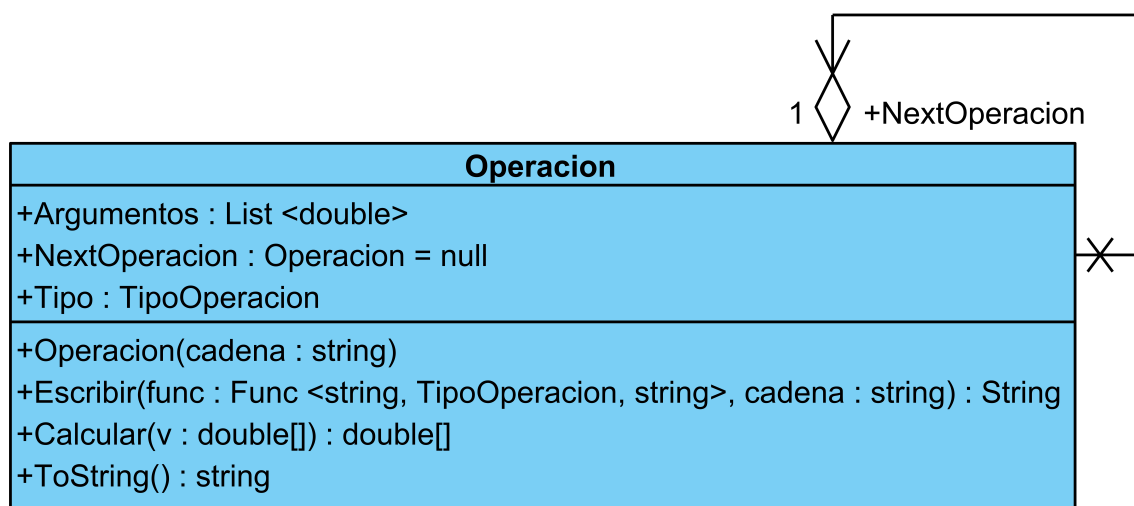 1 +NextOperacion
Operacion
+Argumentos : List <double>
+NextOperacion : Operacion = null
+Tipo : TipoOperacion
+Operacion(cadena : string)
+Escribir(func : Func <string, TipoOperacion, string>, cadena : string) : String
+Calcular(v : double[]) : double[]
+ToString() : string